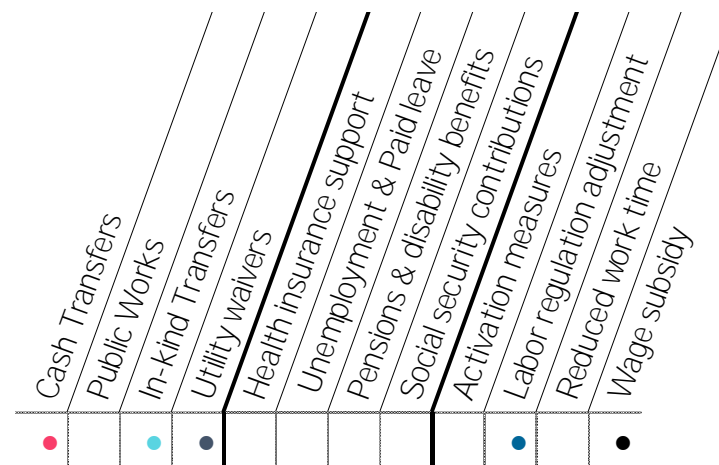 Cash Transfers
Public Works
In-kind Transfers
Utility waivers
Health insurance support
Unemployment & Paid leave
Pensions & disability benefits
Social security contributions
Activation measures
Labor regulation adjustment
Reduced work time
Wage subsidy